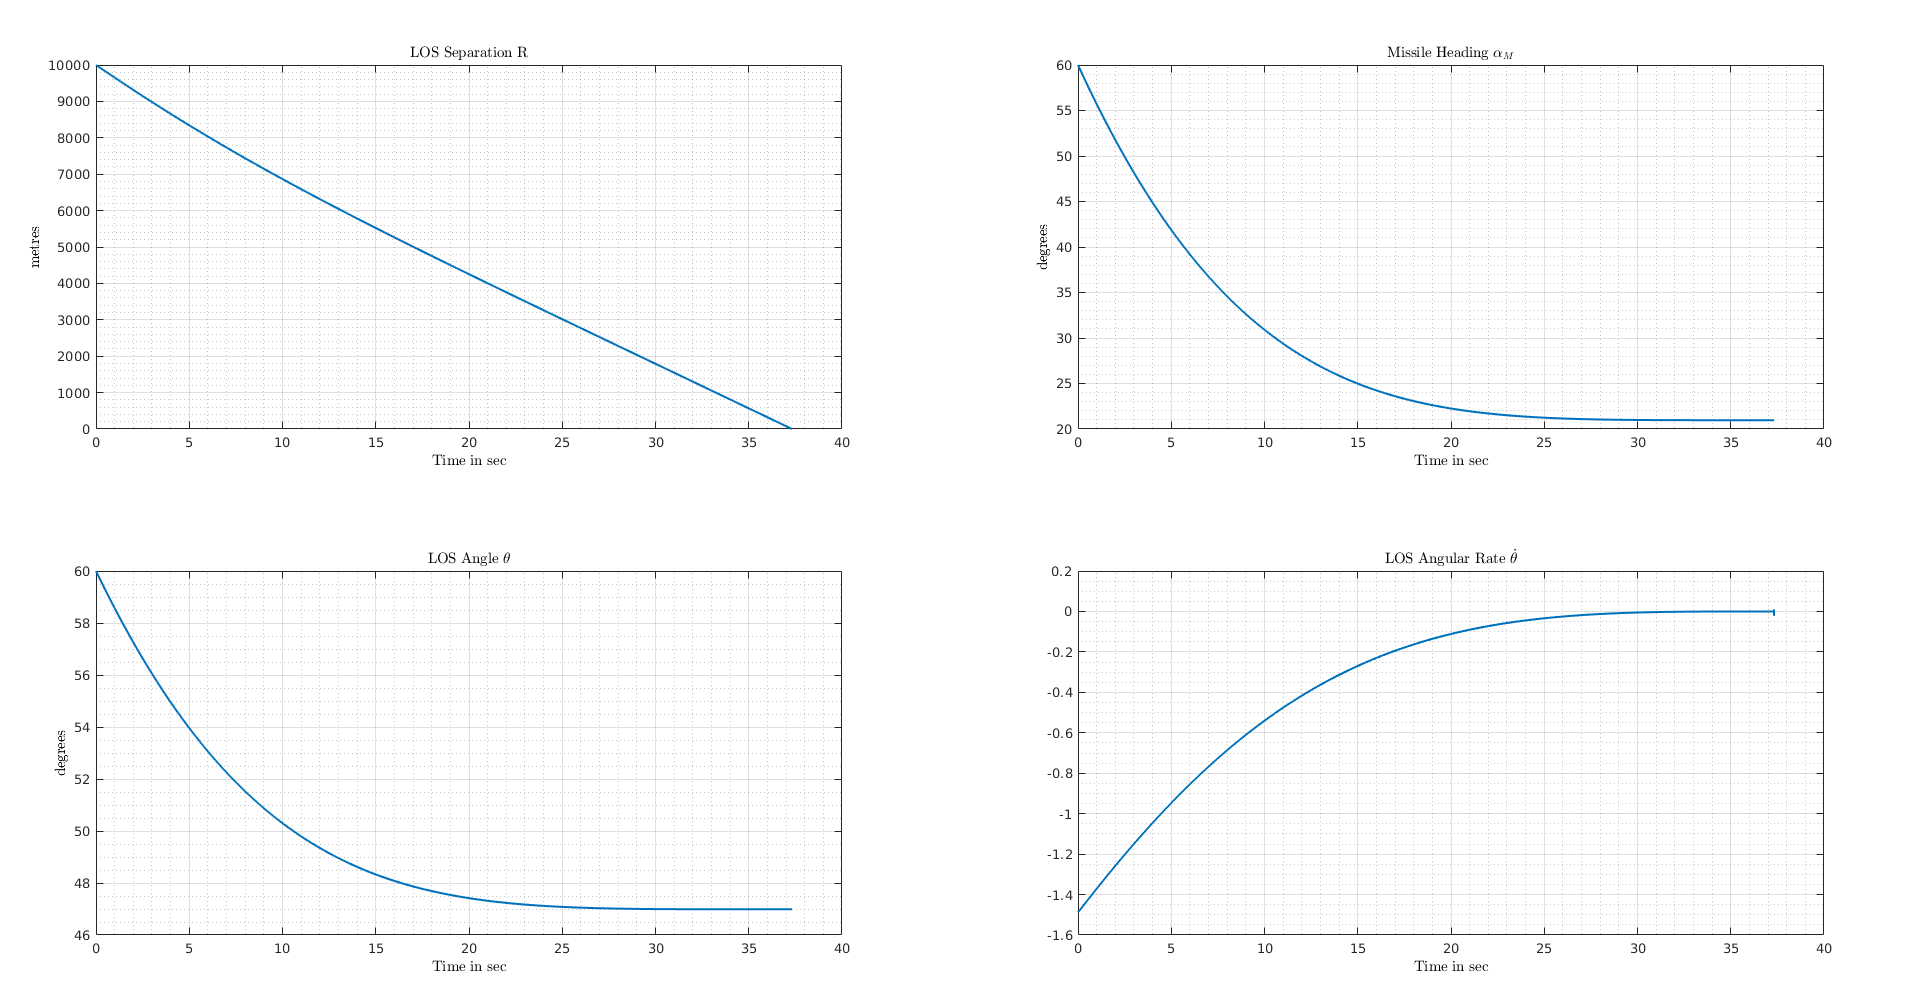 LOS Separation R
10000
9000
8000
7000
6000
5000
4000
3000
2000
1000
0
metres
0 5 10 15 20 25 30 35 40
Time in sec
Missile Heading α_M
60
55
50
45
40
35
30
25
20
degrees
0 5 10 15 20 25 30 35 40
Time in sec
LOS Angle θ
60
58
56
54
52
50
48
46
degrees
0 5 10 15 20 25 30 35 40
Time in sec
LOS Angular Rate θ̇
0.2
0
-0.2
-0.4
-0.6
-0.8
-1
-1.2
-1.4
-1.6
0 5 10 15 20 25 30 35 40
Time in sec